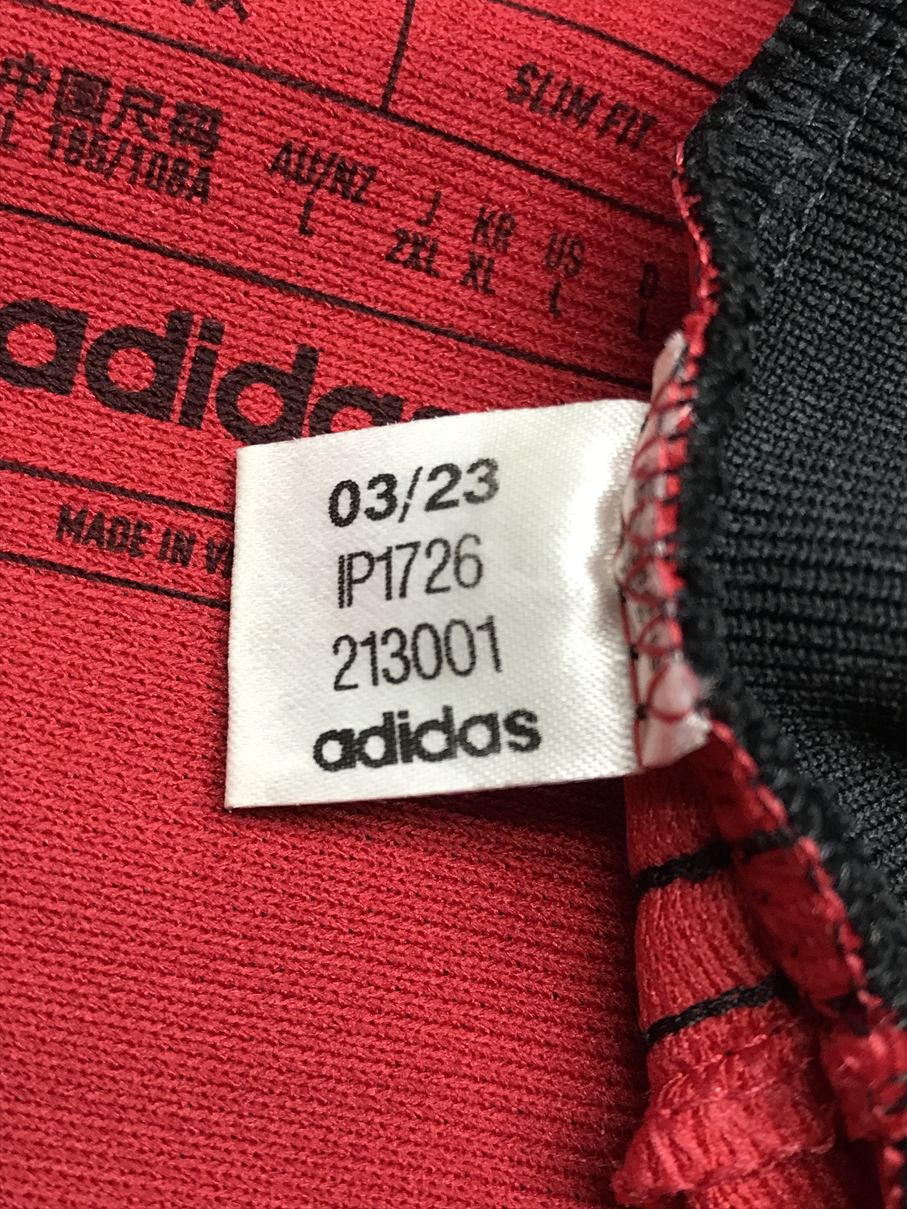 SLIM FIT
中國尺碼 AU/NZ J KR US D
L 185/108A L 2XL XL L L
adidas
MADE IN
03/23
IP1726
213001
adidas